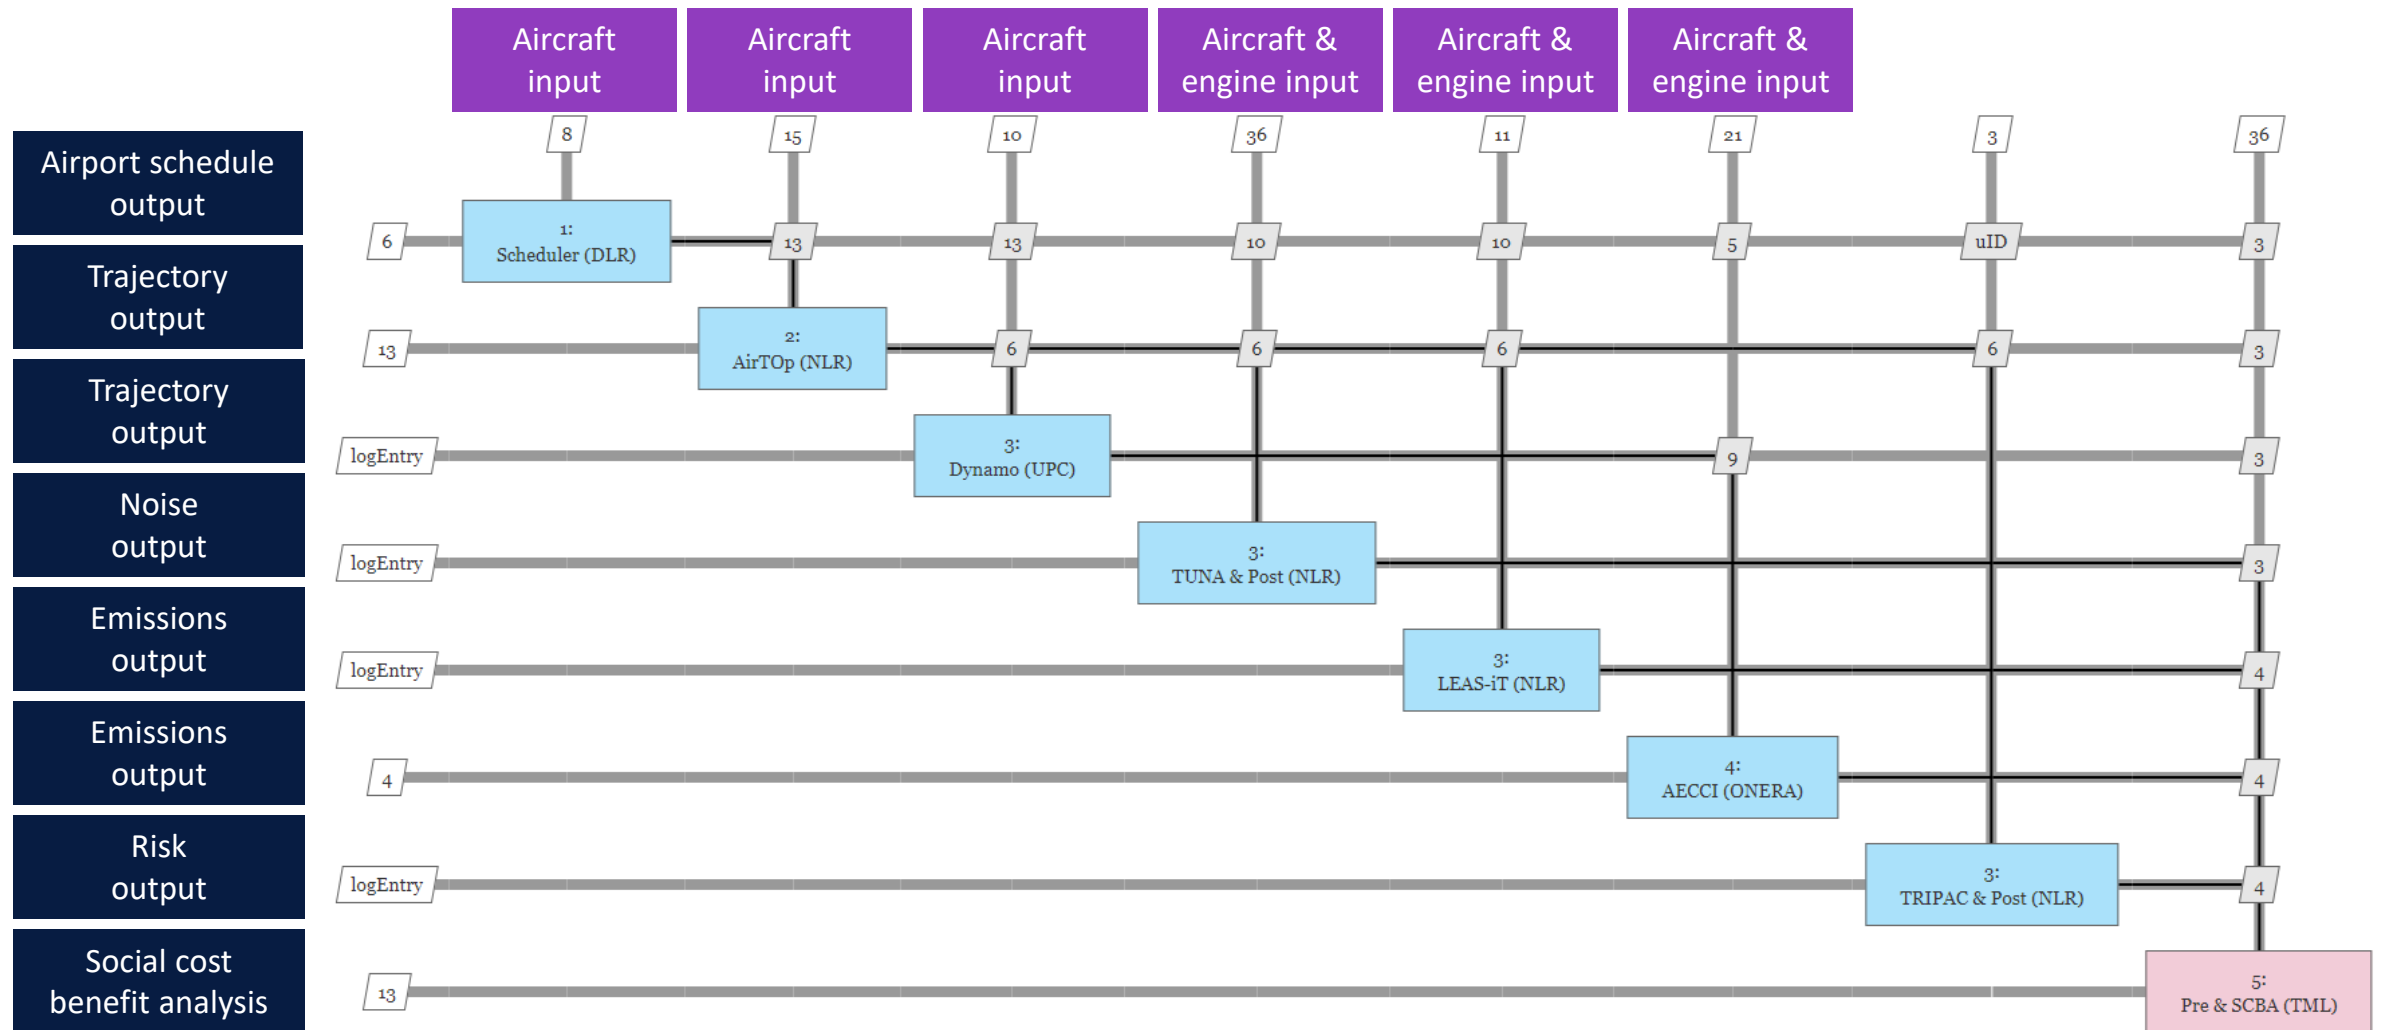 Aircraft
input
Aircraft
input
Aircraft
input
Aircraft &
engine input
Aircraft &
engine input
Aircraft &
engine input
8
15
10
36
11
21
3
36
Airport schedule
output
6
1:
Scheduler (DLR)
13
13
10
10
5
uID
3
Trajectory
output
13
2:
AirTOp (NLR)
6
6
6
6
3
Trajectory
output
logEntry
3:
Dynamo (UPC)
9
3
Noise
output
logEntry
3:
TUNA & Post (NLR)
3
Emissions
output
logEntry
3:
LEAS-iT (NLR)
4
Emissions
output
4
4:
AECCI (ONERA)
4
Risk
output
logEntry
3:
TRIPAC & Post (NLR)
4
Social cost
benefit analysis
13
5:
Pre & SCBA (TML)